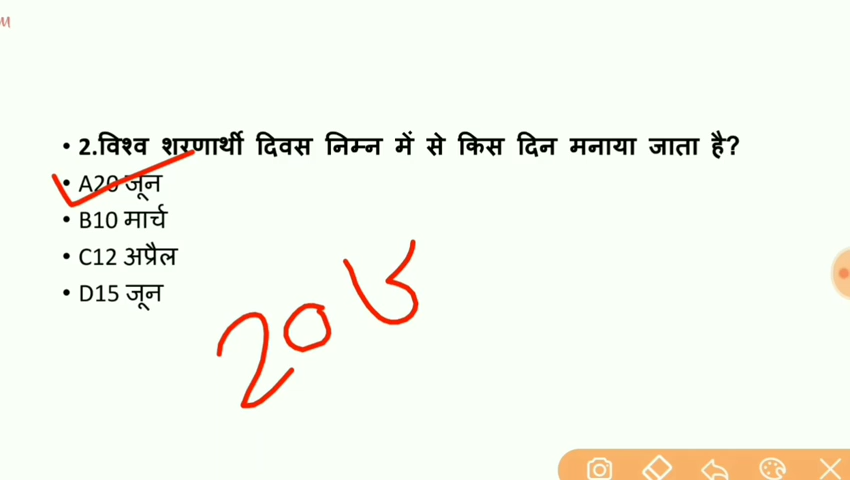 • 2.विश्व शरणार्थी दिवस निम्न में से किस दिन मनाया जाता है?
• A20 जून
• B10 मार्च
• C12 अप्रैल
• D15 जून
20